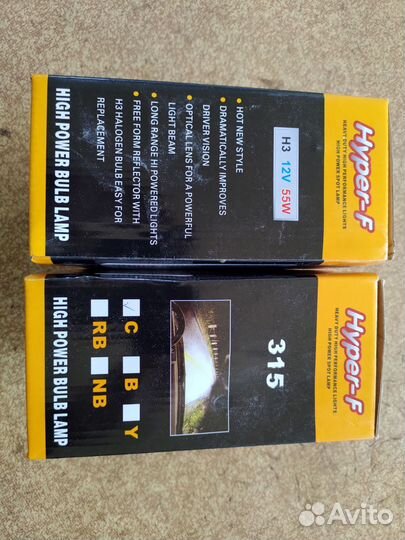 Hyper-F
HEAVY DUTY HIGH PERFORMANCE LIGHTS
HIGH POWER SPOT LAMP
H3 12V 55W
• HOT NEW STYLE
• DRAMATICALLY IMPROVES
DRIVER VISION
• OPTICAL LENS FOR A POWERFUL
LIGHT BEAM
• LONG RANGE HI POWERED LIGHTS
• FREE FORM REFLECTOR WITH
H3 HALOGEN BULB EASY FOR
REPLACEMENT
HIGH POWER BULB LAMP
Hyper-F
HEAVY DUTY HIGH PERFORMANCE LIGHTS
HIGH POWER SPOT LAMP
315
C B Y
RB NB
HIGH POWER BULB LAMP
Avito